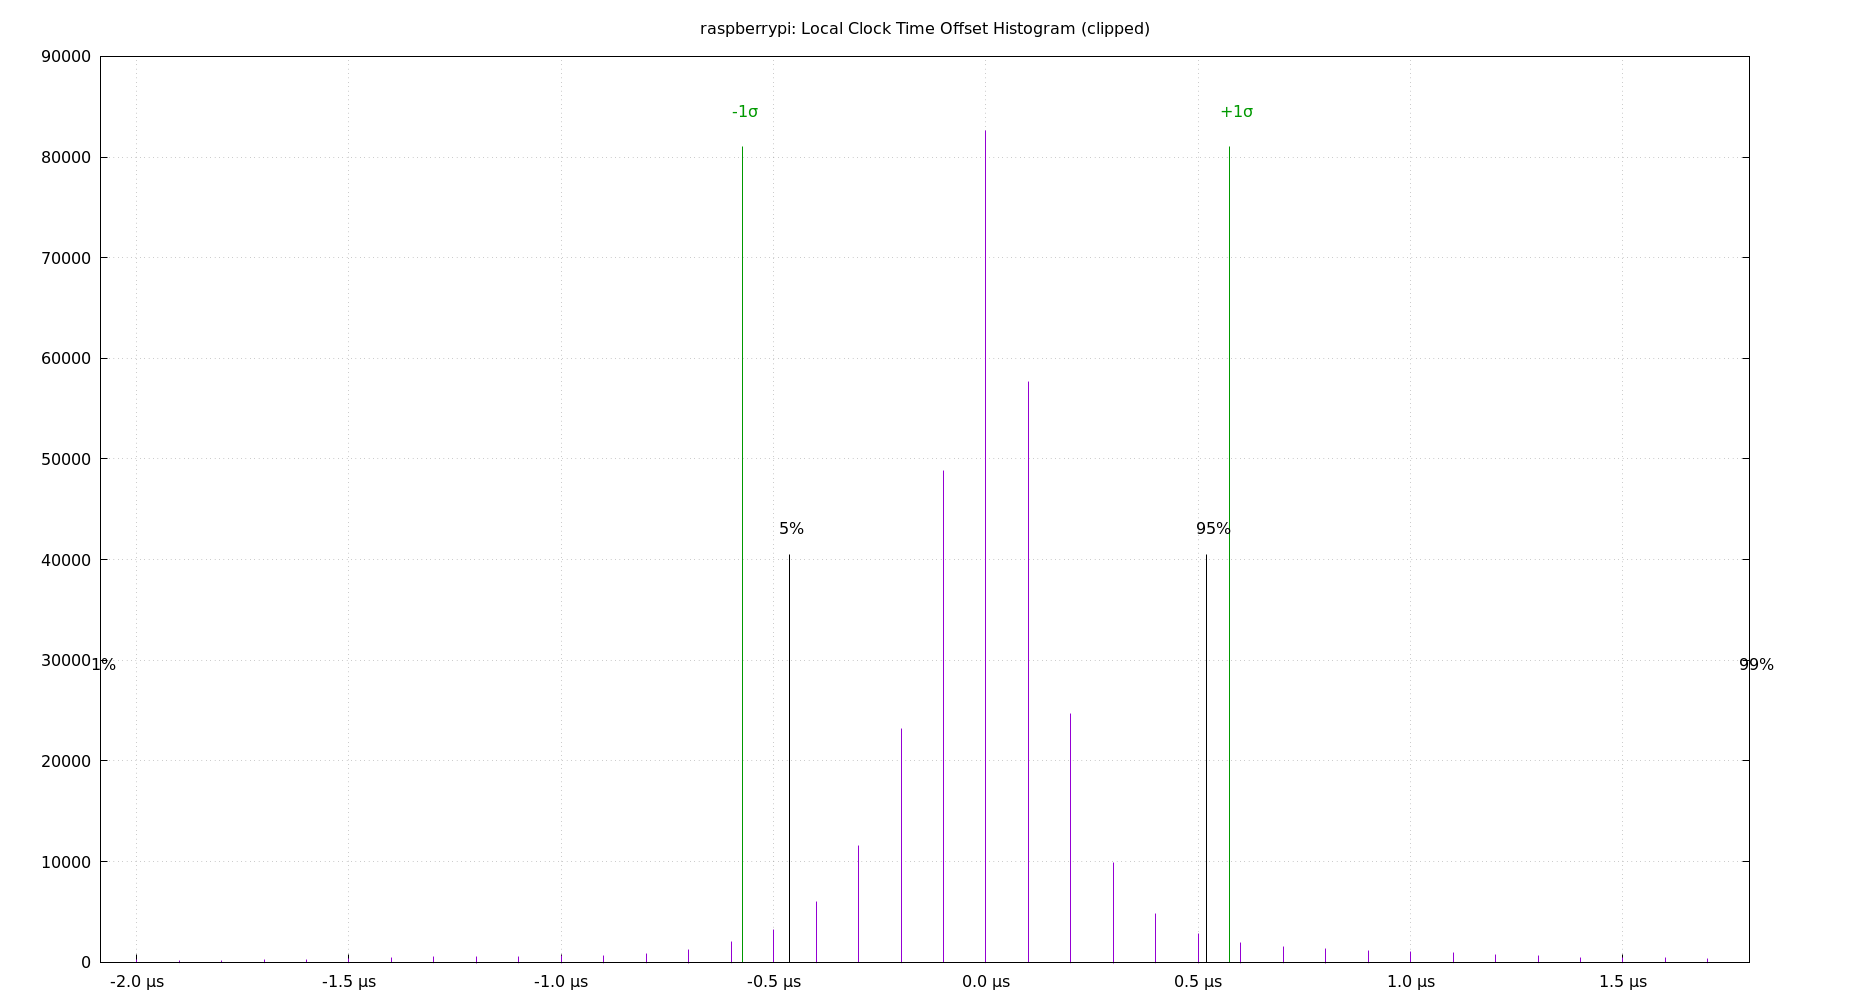 raspberrypi: Local Clock Time Offset Histogram (clipped)
90000
-1σ +1σ
80000
70000
60000
50000
5% 95%
40000
30000 1% 99%
20000
10000
0
-2.0 µs -1.5 µs -1.0 µs -0.5 µs 0.0 µs 0.5 µs 1.0 µs 1.5 µs